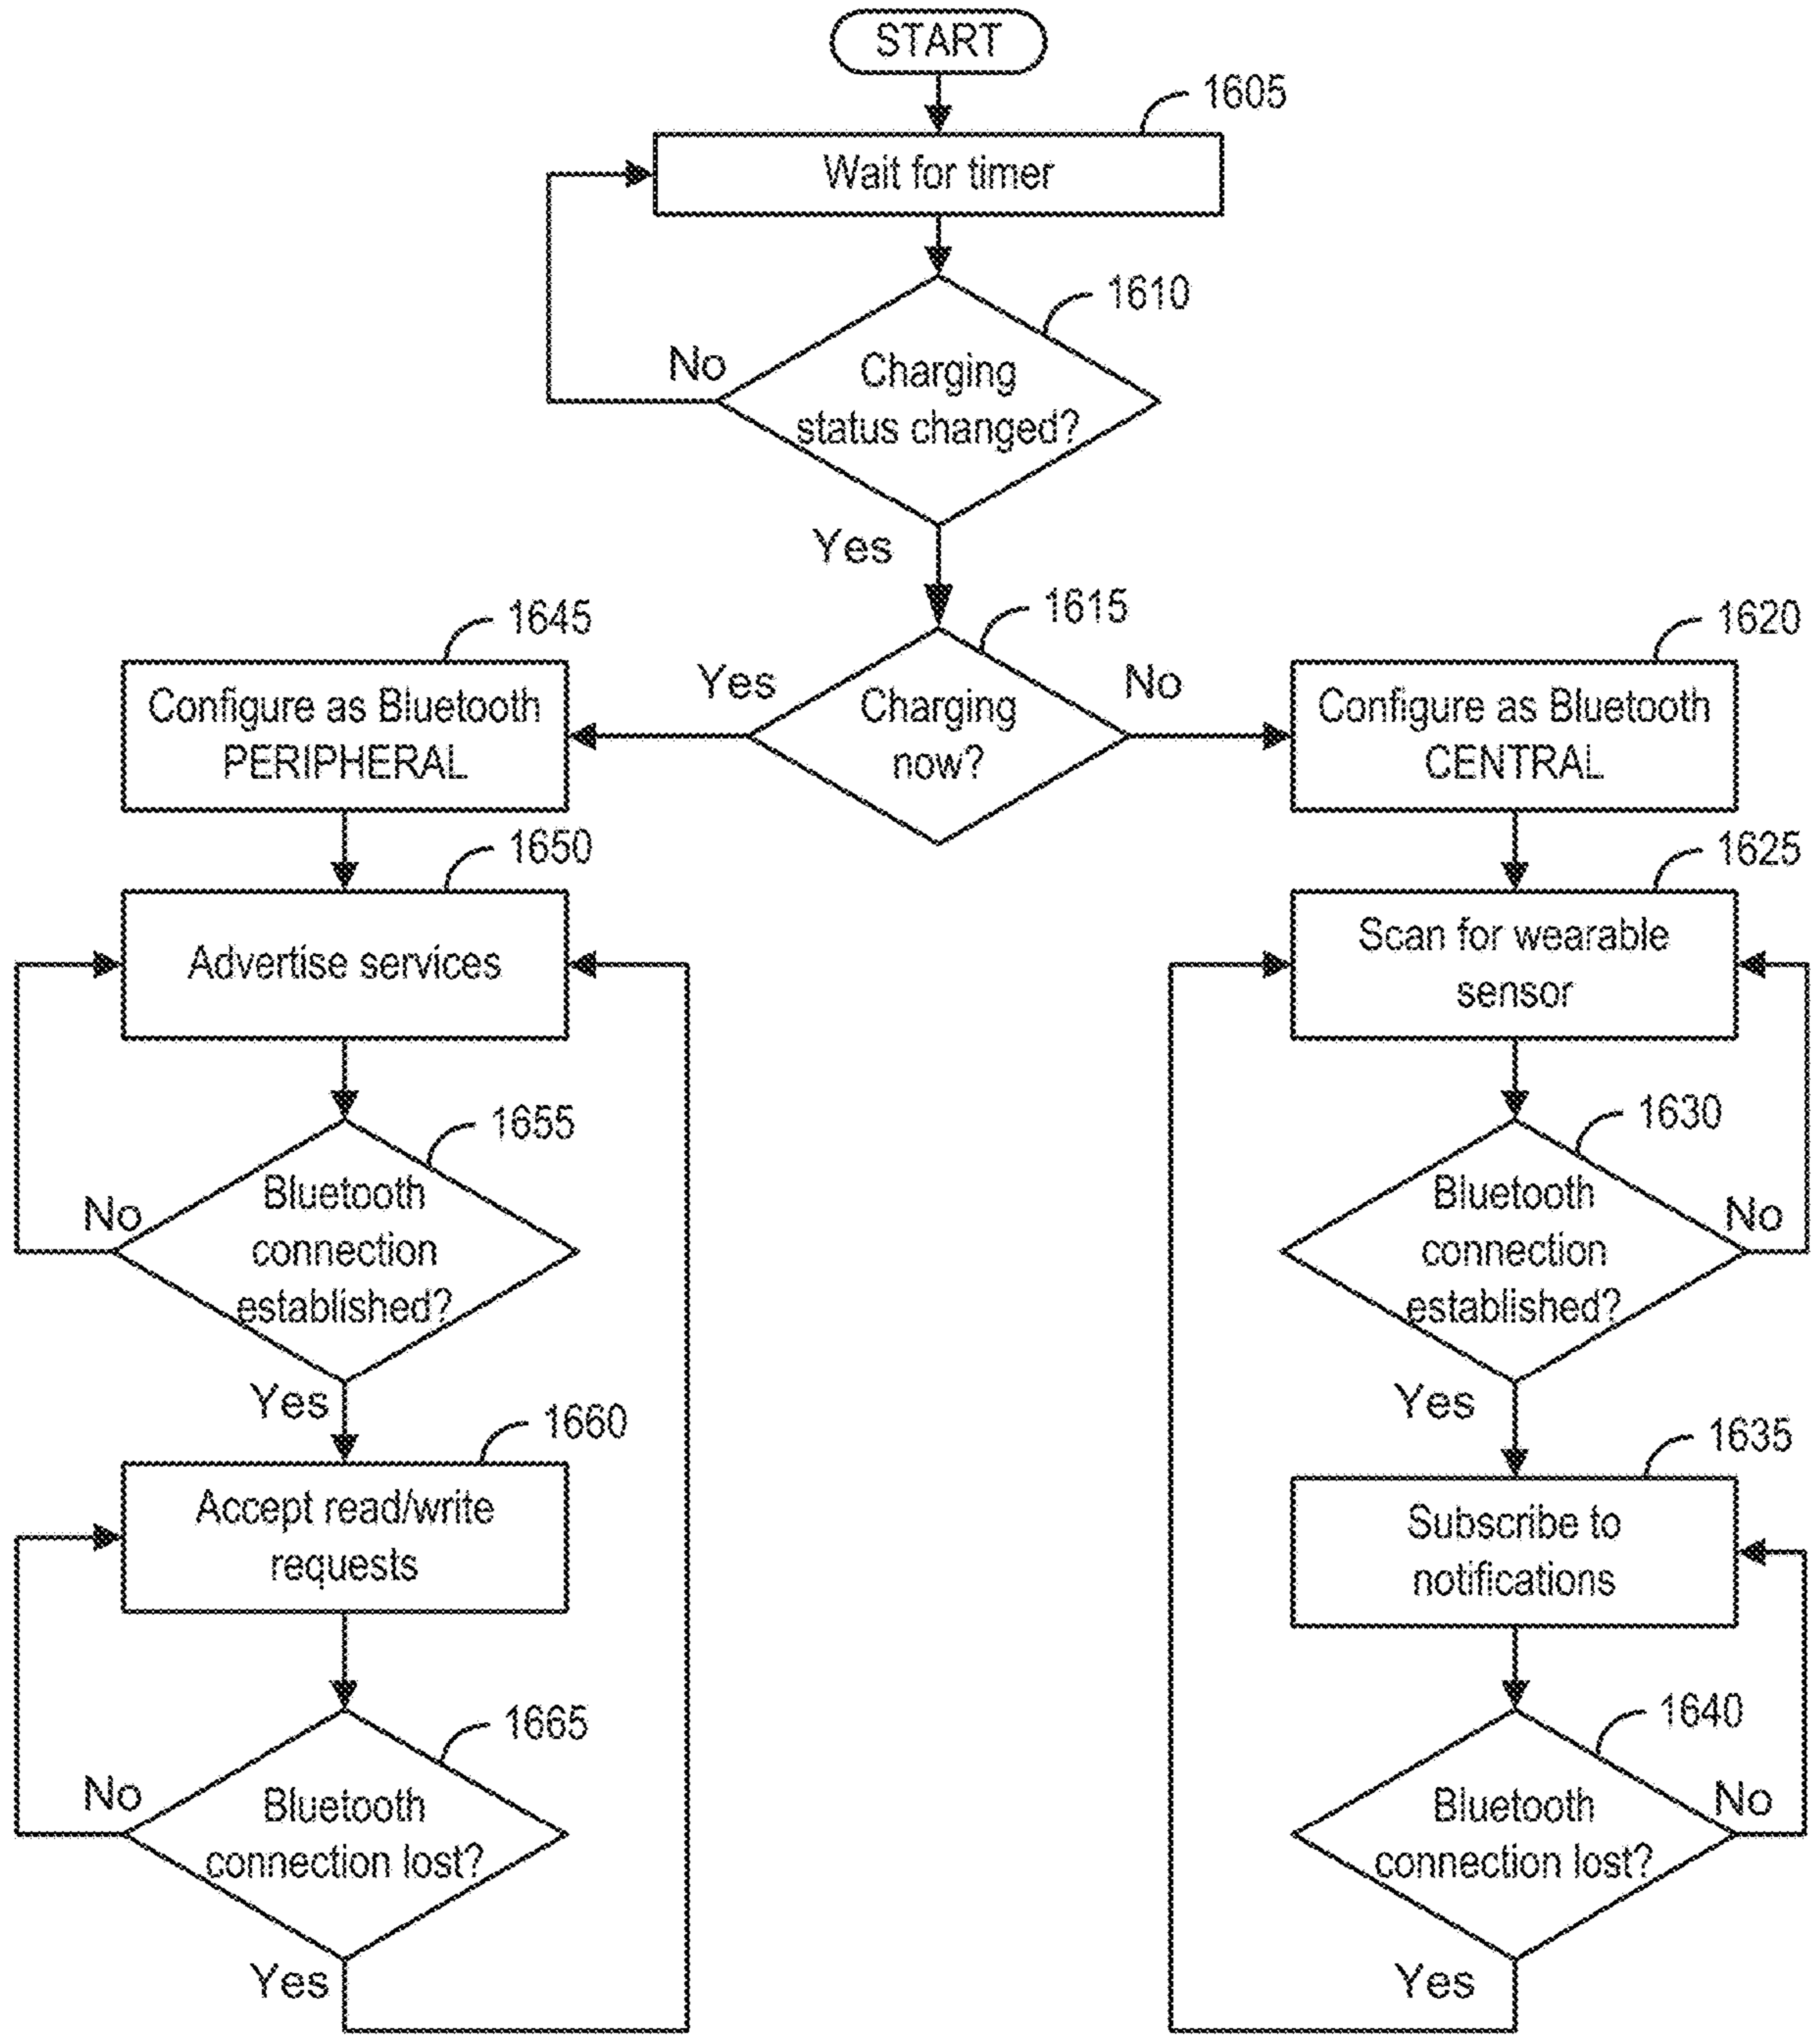 START
1605
Wait for timer
1610
No
Charging
status changed?
Yes
1615
Yes
Charging
now?
No
1645
Configure as Bluetooth
PERIPHERAL
1650
Advertise services
1655
No
Bluetooth
connection
established?
Yes
1660
Accept read/write
requests
1665
No
Bluetooth
connection lost?
Yes
1620
Configure as Bluetooth
CENTRAL
1625
Scan for wearable
sensor
1630
Bluetooth
connection
established?
No
Yes
1635
Subscribe to
notifications
1640
Bluetooth
connection lost?
No
Yes